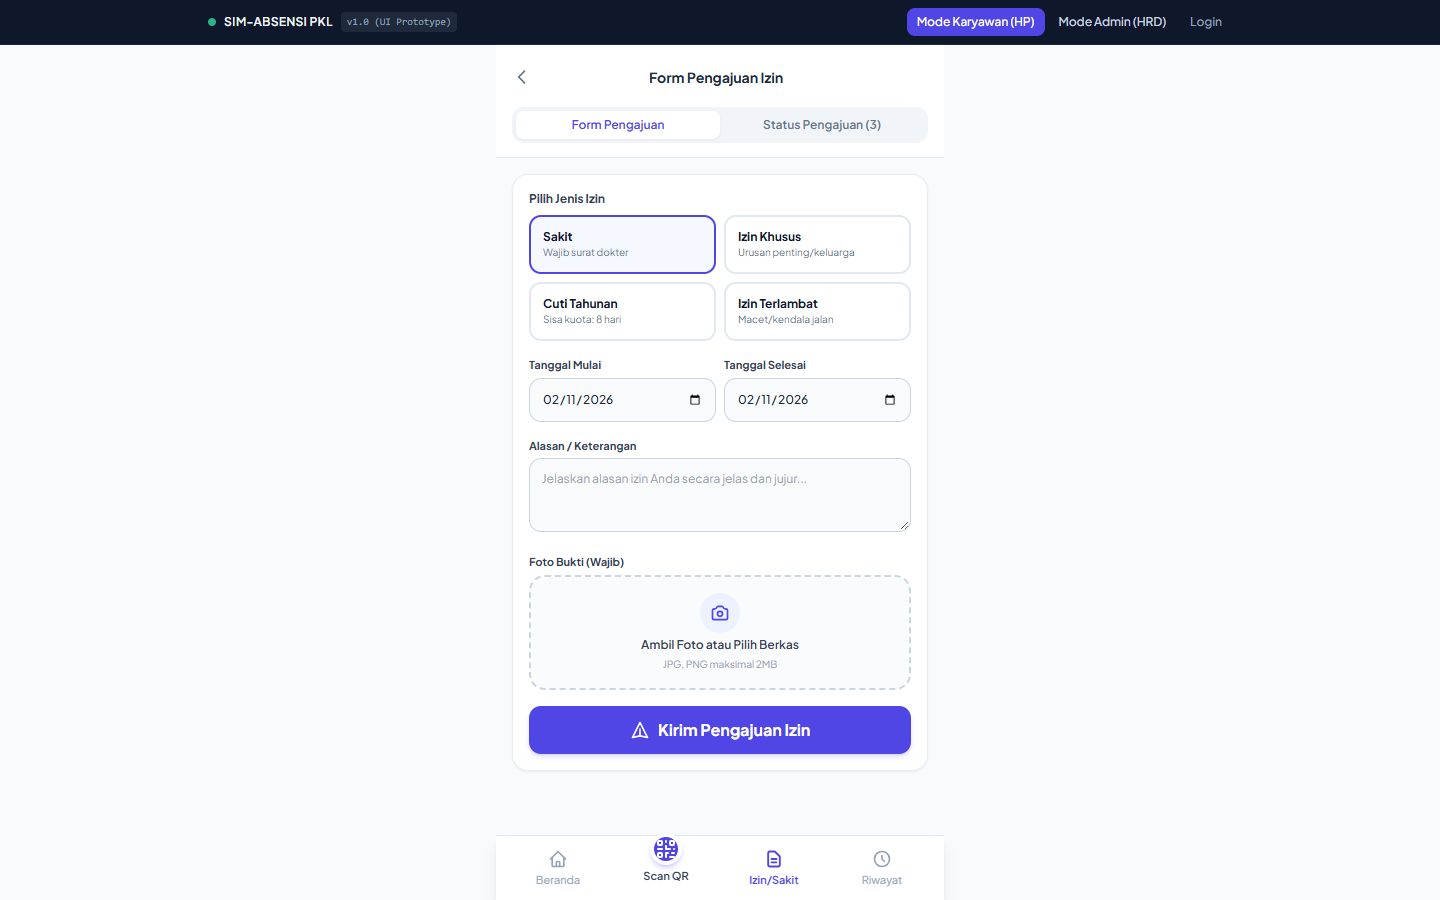 SIM-ABSENSI PKL v1.0 (UI Prototype) Mode Karyawan (HP) Mode Admin (HRD) Login
Form Pengajuan Izin
Form Pengajuan Status Pengajuan (3)
Pilih Jenis Izin
Sakit
Wajib surat dokter
Izin Khusus
Urusan penting/keluarga
Cuti Tahunan
Sisa kuota: 8 hari
Izin Terlambat
Macet/kendala jalan
Tanggal Mulai
02/11/2026
Tanggal Selesai
02/11/2026
Alasan / Keterangan
Jelaskan alasan izin Anda secara jelas dan jujur...
Foto Bukti (Wajib)
Ambil Foto atau Pilih Berkas
JPG, PNG maksimal 2MB
Kirim Pengajuan Izin
Beranda Scan QR Izin/Sakit Riwayat